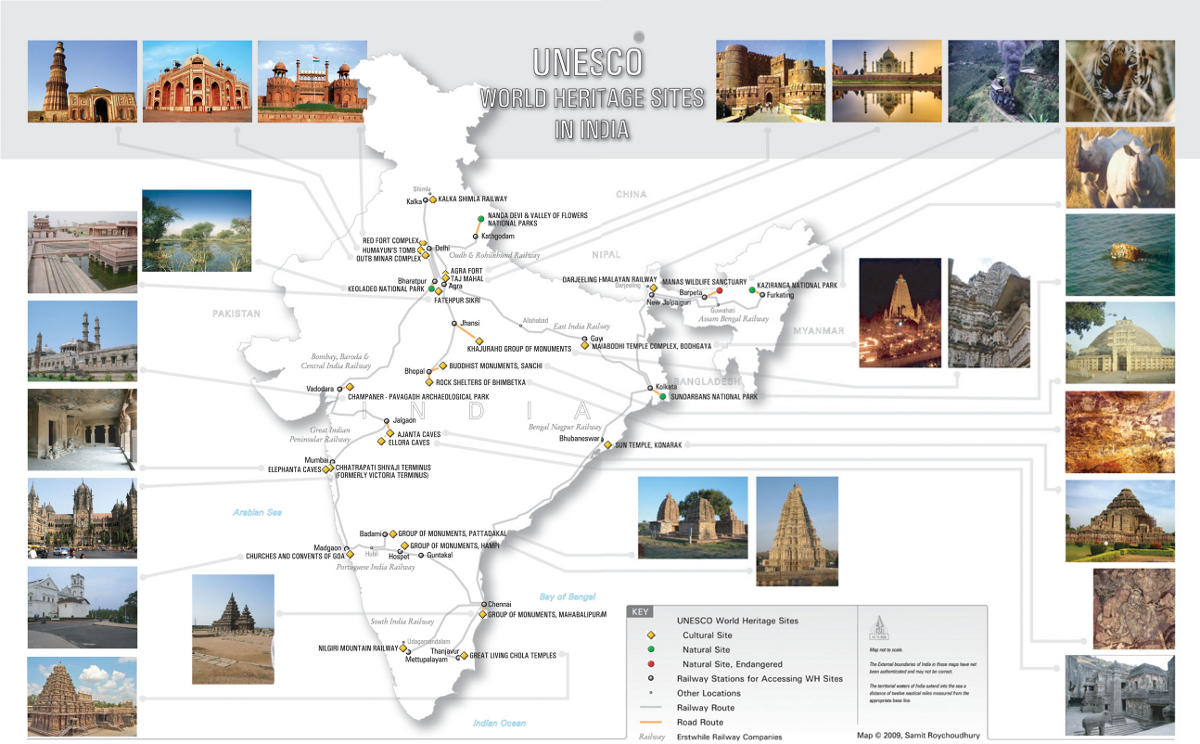 UNESCO
WORLD HERITAGE SITES
IN INDIA
CHINA
Shimla
Kalka
KALKA SHIMLA RAILWAY
NANDA DEVI & VALLEY OF FLOWERS
NATIONAL PARKS
Kathgodam
RED FORT COMPLEX
HUMAYUN'S TOMB
QUTB MINAR COMPLEX
Delhi
Oudh & Rohilkhand Railway
NIPAL
AGRA FORT
TAJ MAHAL
Agra
Bharatpur
KEOLADEO NATIONAL PARK
FATEHPUR SIKRI
DARJEELING HMALAYAN RAILWAY
Darjeeling
New Jalpaiguri
MANAS WILDLIFE SANCTUARY
Barpeta
KAZIRANGA NATIONAL PARK
Furkating
Guwahati
Assam Bengal Railway
PAKISTAN
MYANMAR
Jhansi
Allahabad
East India Railway
KHAJURAHO GROUP OF MONUMENTS
Gaya
MAIABODHI TEMPLE COMPLEX, BODHGAYA
Bombay, Baroda &
Central India Railway
Bhopal
BUDDHIST MONUMENTS, SANCHI
ROCK SHELTERS OF BHIMBETKA
Vadodara
CHAMPANER - PAVAGADH ARCHAEOLOGICAL PARK
Kolkata
BANGLADESH
SUNDARBANS NATIONAL PARK
INDIA
Jalgaon
Great Indian
Peninsular Railway
AJANTA CAVES
ELLORA CAVES
Bengal Nagpur Railway
Bhubaneswar
SUN TEMPLE, KONARAK
Mumbai
ELEPHANTA CAVES
CHHATRAPATI SHIVAJI TERMINUS
(FORMERLY VICTORIA TERMINUS)
Arabian Sea
Badami
GROUP OF MONUMENTS, PATTADAKAL
GROUP OF MONUMENTS, HAMPI
Madgaon
Hubli
Hospet
Guntakal
CHURCHES AND CONVENTS OF GOA
Portuguese India Railway
Bay of Bengal
Chennai
GROUP OF MONUMENTS, MAHABALIPURAM
South India Railway
Udagamandalam
NILGIRI MOUNTAIN RAILWAY
Mettupalayam
Thanjavur
GREAT LIVING CHOLA TEMPLES
Indian Ocean
KEY
UNESCO World Heritage Sites
Cultural Site
Natural Site
Natural Site, Endangered
Railway Stations for Accessing WH Sites
Other Locations
Railway Route
Road Route
Railway Erstwhile Railway Companies
Map not to scale.
The External boundaries of India in these maps have
not been authenticated and may not be correct.
The territorial waters of India extend into the sea a
distance of twelve nautical miles measured from the
appropriate base line.
Map © 2009, Samit Roychoudhury